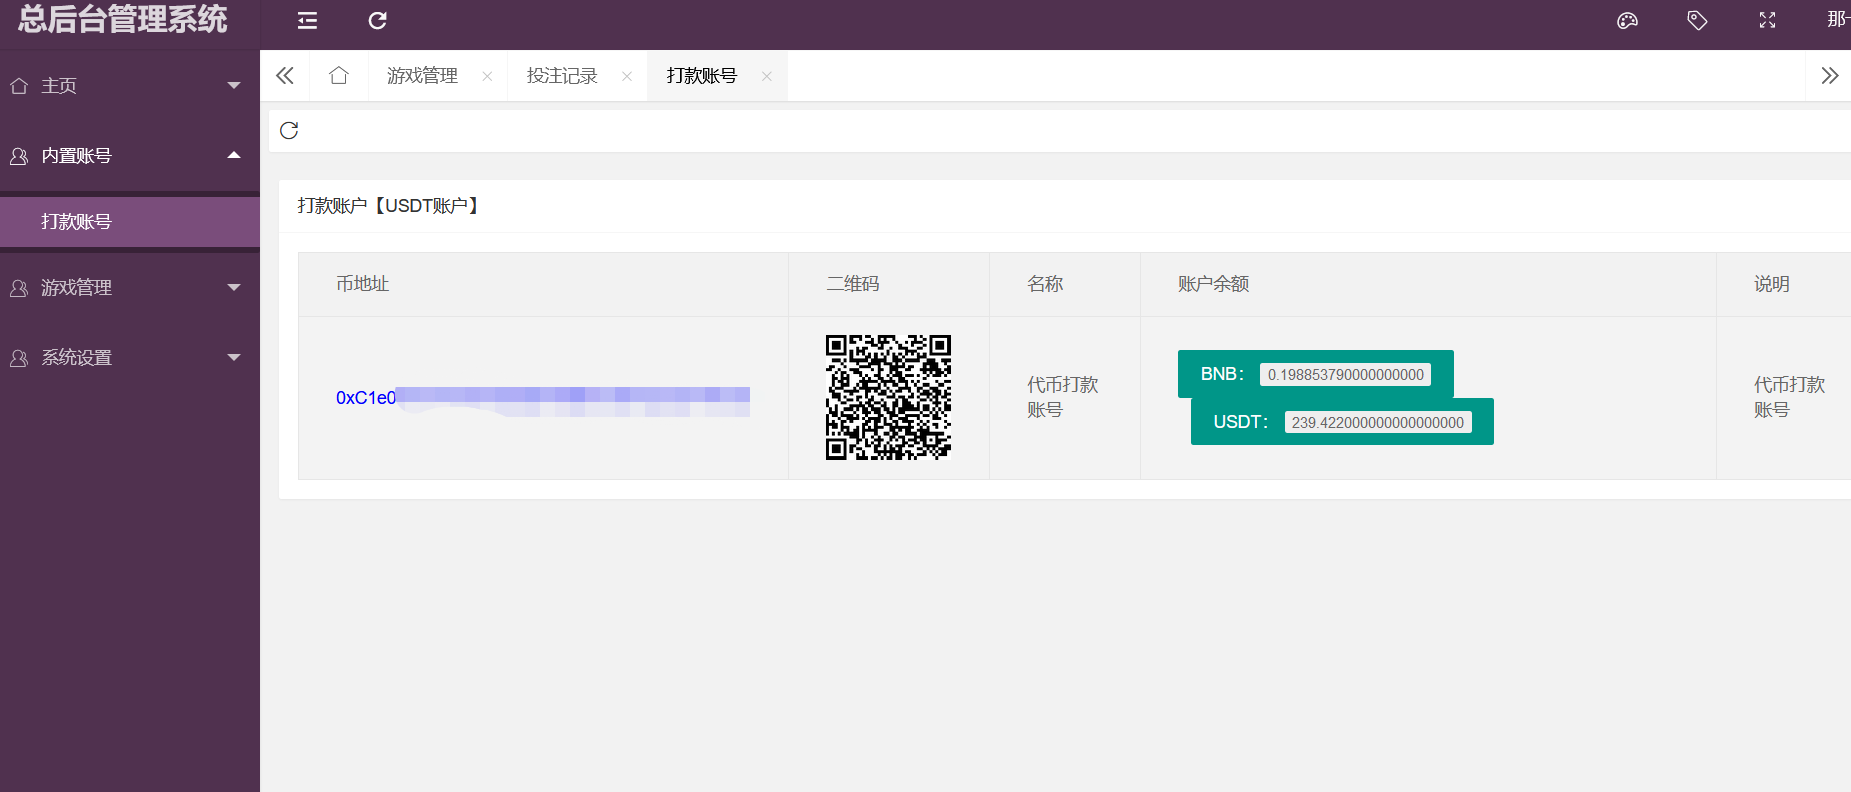 总后台管理系统
那
主页
内置账号
打款账号
游戏管理
系统设置
游戏管理
投注记录
打款账号
打款账户【USDT账户】
币地址
二维码
名称
账户余额
说明
0xC1e0
代币打款
账号
BNB：
0.198853790000000000
USDT：
239.422000000000000000
代币打款
账号